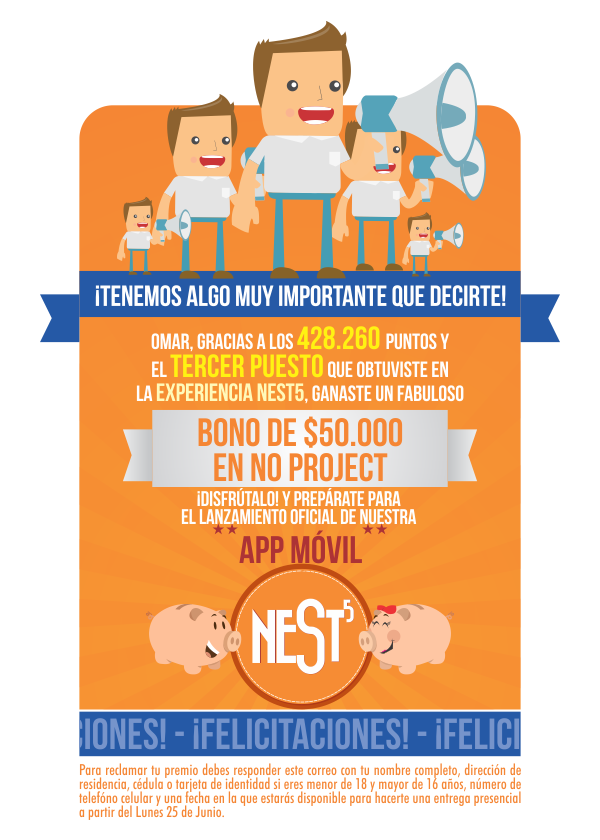 ¡TENEMOS ALGO MUY IMPORTANTE QUE DECIRTE!
OMAR, GRACIAS A LOS 428.260 PUNTOS Y
EL TERCER PUESTO QUE OBTUVISTE EN
LA EXPERIENCIA NEST5, GANASTE UN FABULOSO
BONO DE $50.000
EN NO PROJECT
¡DISFRÚTALO! Y PREPÁRATE PARA
EL LANZAMIENTO OFICIAL DE NUESTRA
APP MÓVIL
NEST5
CIONES! - ¡FELICITACIONES! - ¡FELICI
Para reclamar tu premio debes responder este correo con tu nombre completo, dirección de
residencia, cédula o tarjeta de identidad si eres menor de 18 y mayor de 16 años, número de
telefóno celular y una fecha en la que estarás disponible para hacerte una entrega presencial
a partir del Lunes 25 de Junio.